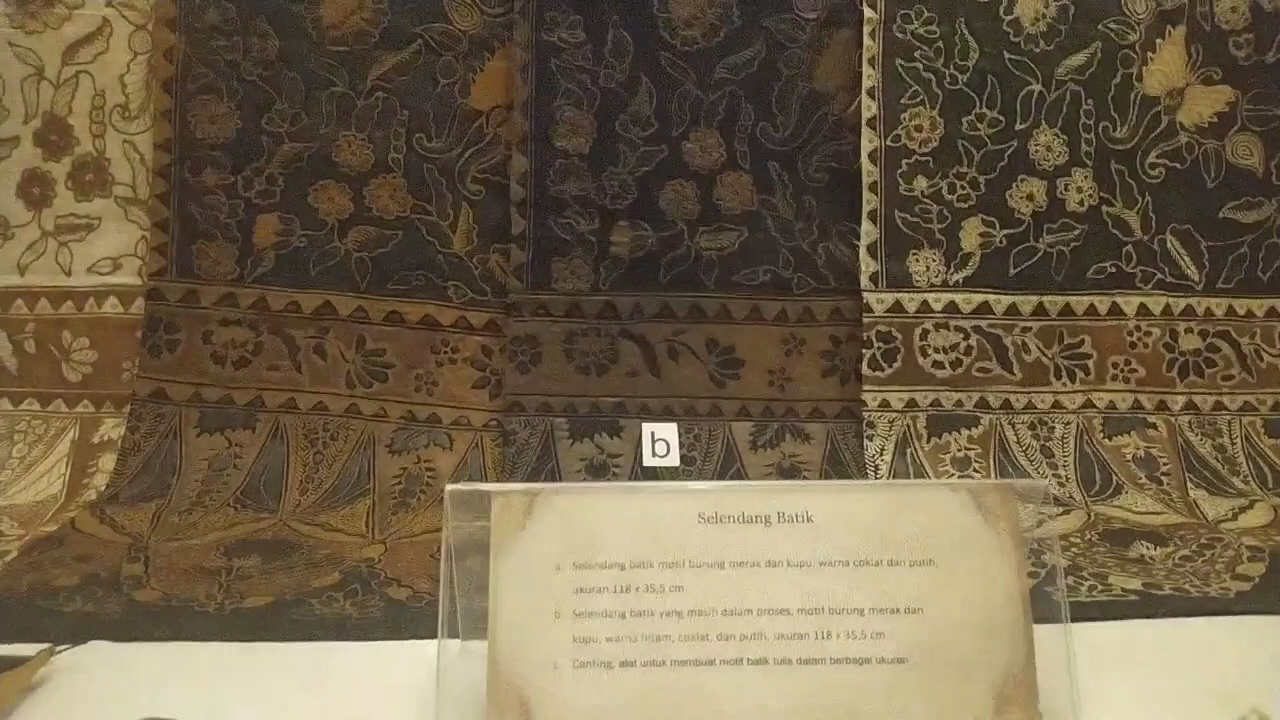 b
Selendang Batik
a. Selendang batik motif burung merak dan kupu, warna coklat dan putih,
ukuran 118 x 35,5 cm
b. Selendang batik yang masih dalam proses, motif burung merak dan
kupu, warna hitam, coklat, dan putih, ukuran 118 x 35,5 cm
c. Canting, alat untuk membuat motif batik tulis dalam berbagai ukuran